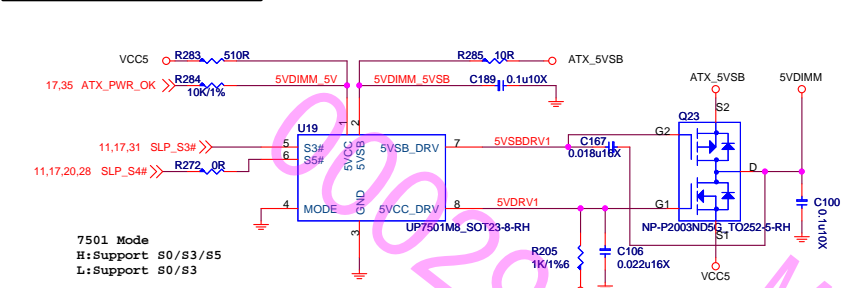 VCC5
R283
510R
R285
10R
ATX_5VSB
17,35 ATX_PWR_OK
R284
10K/1%
5VDIMM_5V
5VDIMM_5VSB
C189
0.1u10X
ATX_5VSB
5VDIMM
U19
1
2
Q23
S2
11,17,31 SLP_S3#
5
S3#
5VCC
5VSB
5VSB_DRV
7
5VSBDRV1
C167
0.018u16X
G2
11,17,20,28 SLP_S4#
R272
0R
6
S5#
D
4
MODE
GND
5VCC_DRV
8
5VDRV1
G1
C100
0.1u10X
UP7501M8_SOT23-8-RH
NP-P2003ND5G_TO252-5-RH
S1
3
7501 Mode
H:Support S0/S3/S5
L:Support S0/S3
R205
1K/1%6
C106
0.022u16X
VCC5
00029